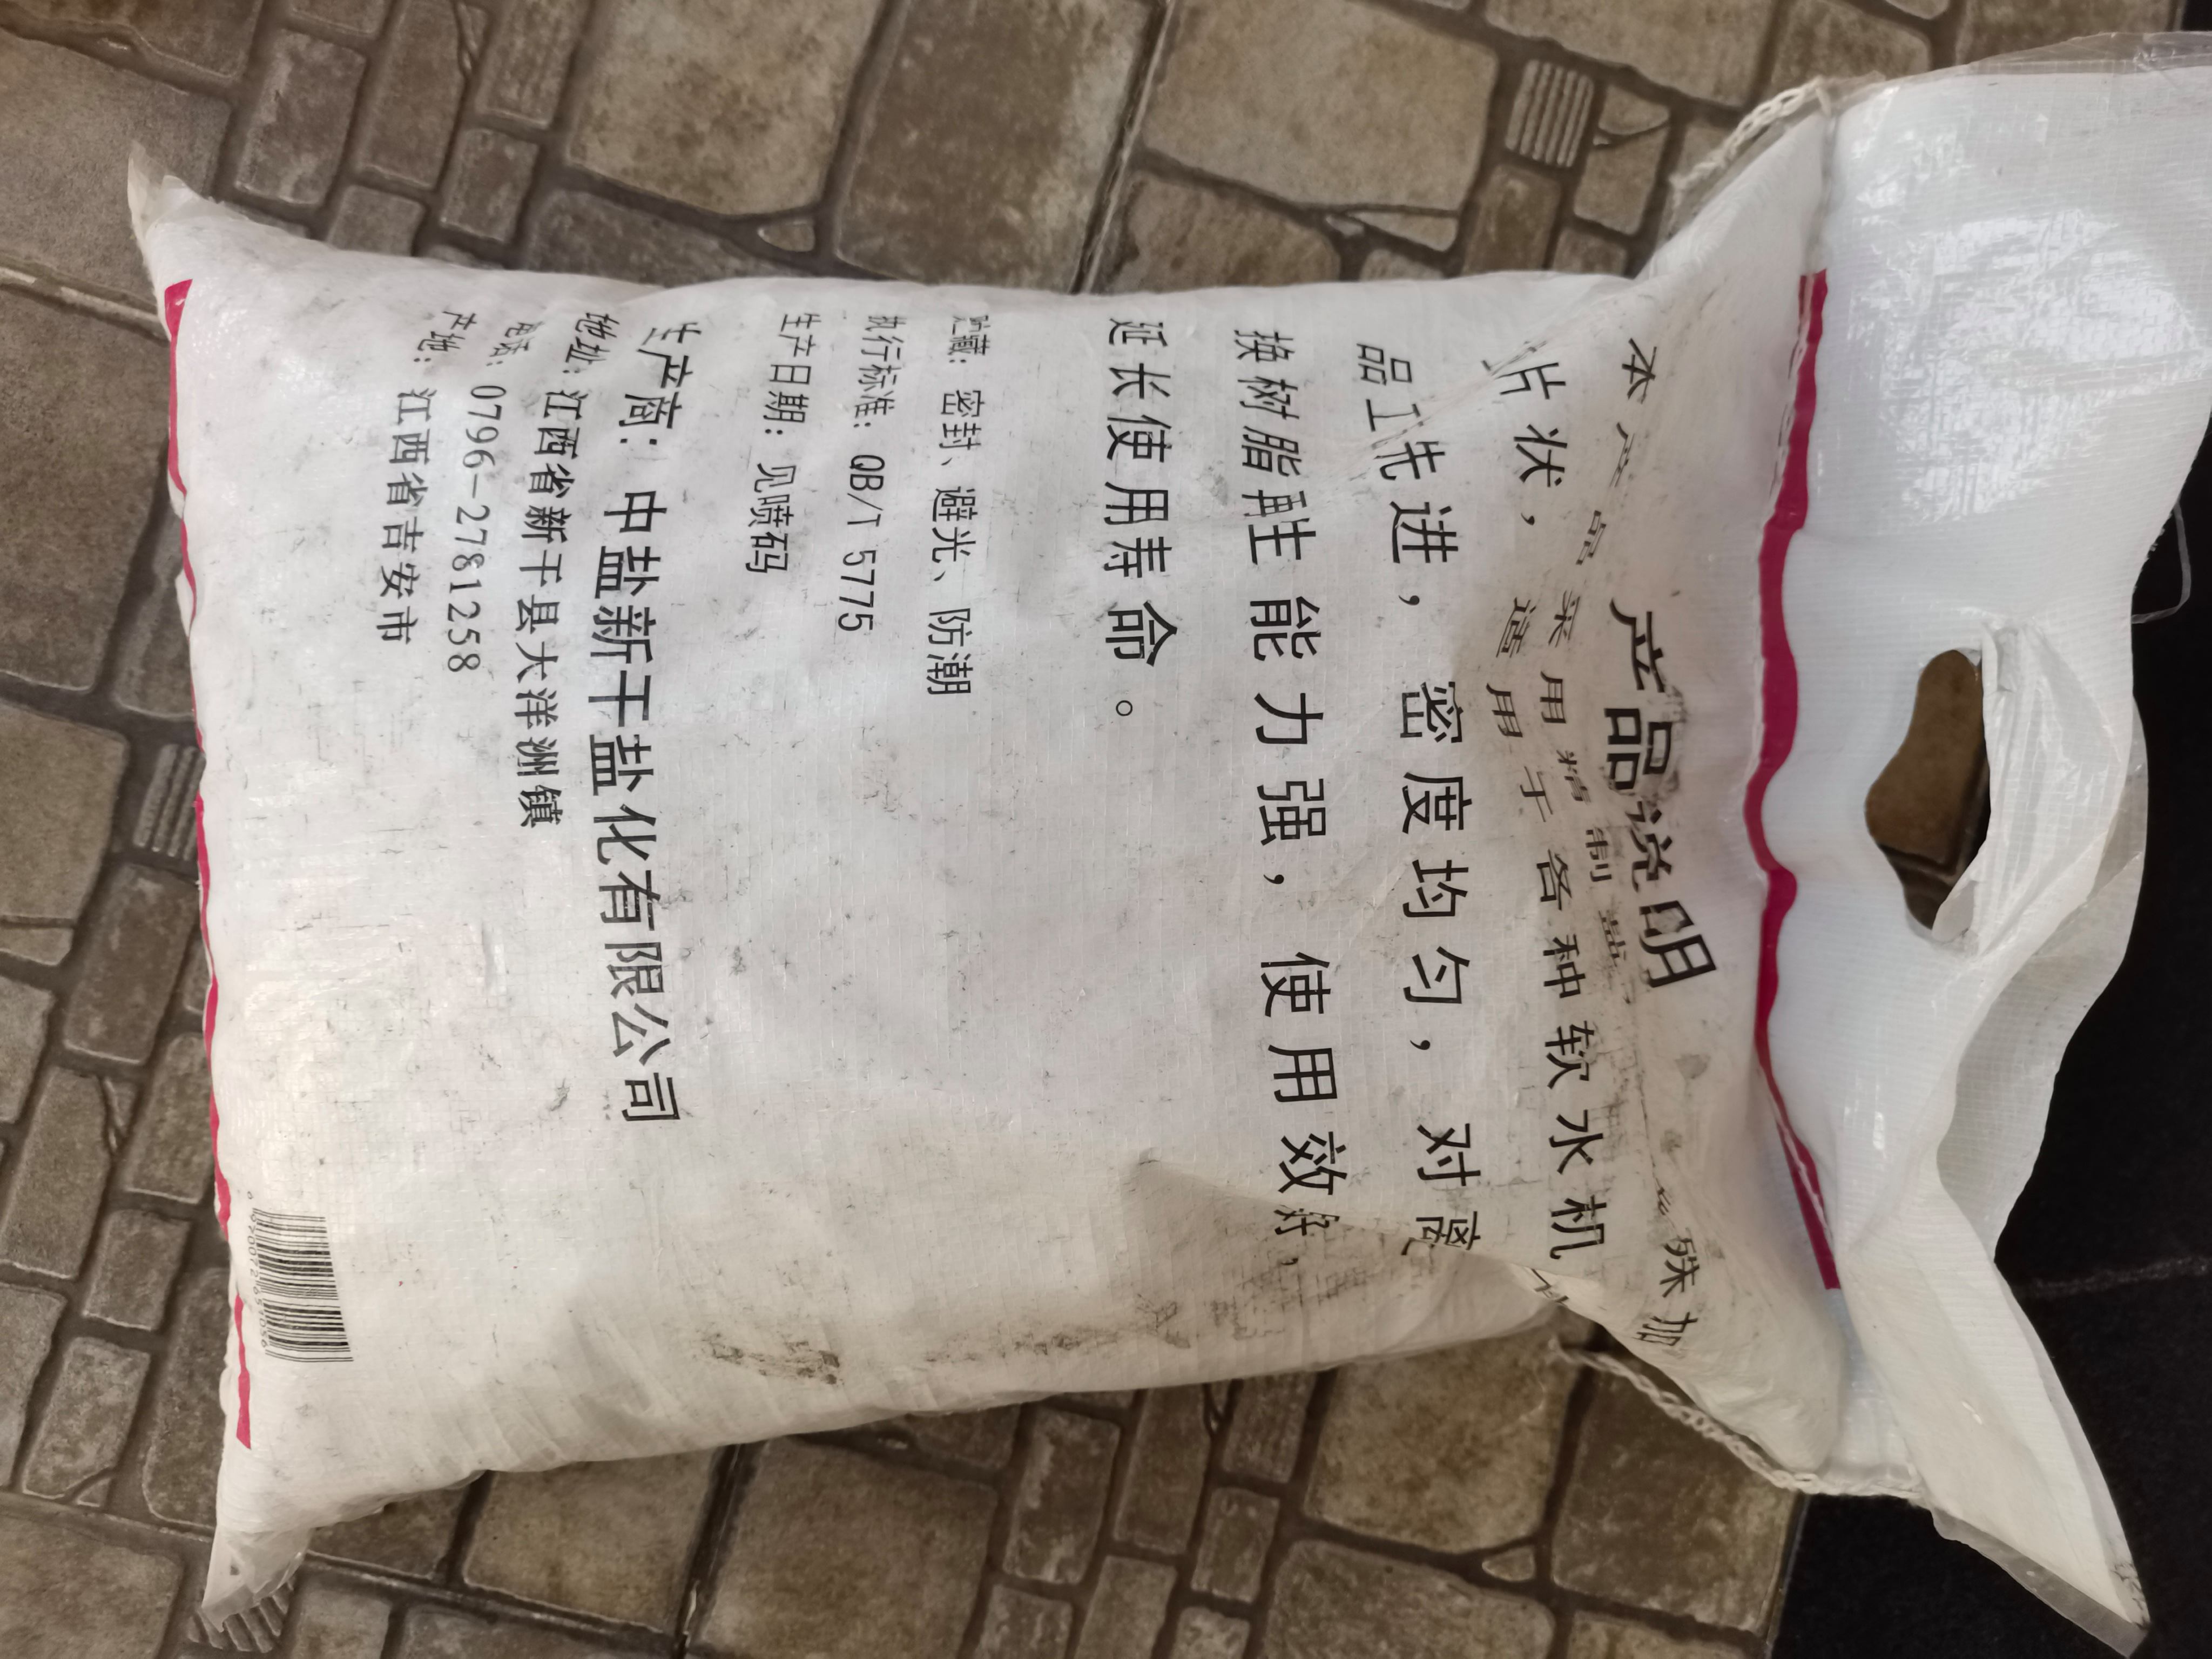 产品说明
本产品采用精制盐，殊加
造用于各种软水机
片状，
品工先进，密度均匀，对离
换树脂再生能力强，使用效好，
延长使用寿命。
贮藏：密封、避光、防潮
执行标准：QB/T 5775
生产日期：见喷码
生产商：中盐新干盐化有限公司
地址：江西省新干县大洋洲镇
电话：0796-2781258
产地：江西省吉安市